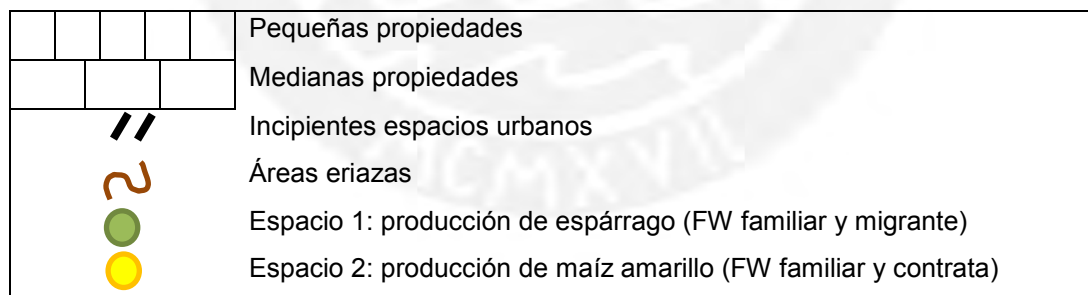 Pequeñas propiedades
Medianas propiedades
Incipientes espacios urbanos
Áreas eriazas
Espacio 1: producción de espárrago (FW familiar y migrante)
Espacio 2: producción de maíz amarillo (FW familiar y contrata)
MCMXVII